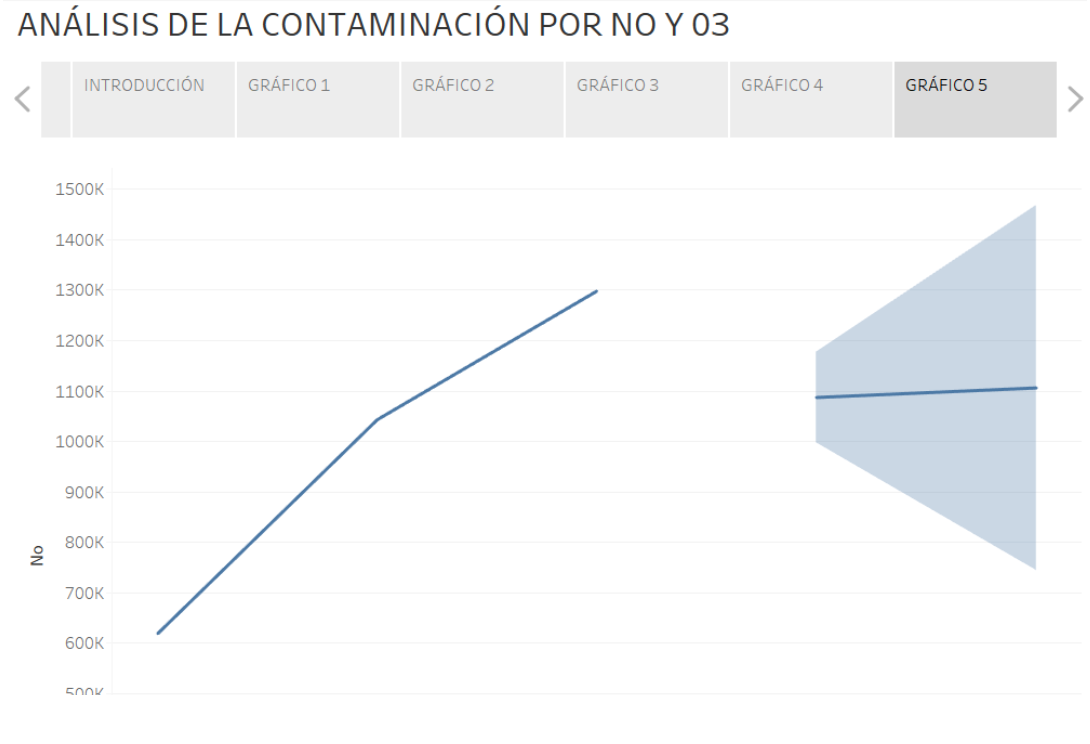 ANÁLISIS DE LA CONTAMINACIÓN POR NO Y 03
INTRODUCCIÓN
GRÁFICO 1
GRÁFICO 2
GRÁFICO 3
GRÁFICO 4
GRÁFICO 5
1500K
1400K
1300K
1200K
1100K
1000K
900K
800K
No
700K
600K
500K